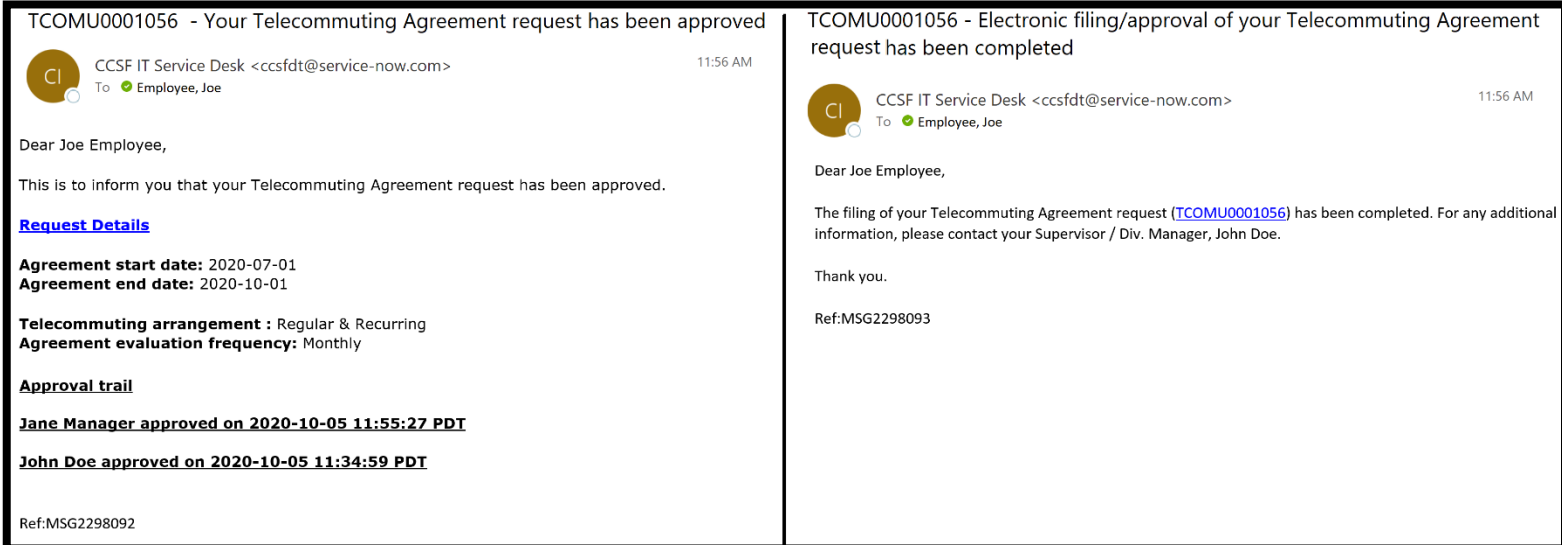 TCOMU0001056 - Your Telecommuting Agreement request has been approved
CI
CCSF IT Service Desk <ccsfdt@service-now.com>
11:56 AM
To Employee, Joe
Dear Joe Employee,
This is to inform you that your Telecommuting Agreement request has been approved.
Request Details
Agreement start date: 2020-07-01
Agreement end date: 2020-10-01
Telecommuting arrangement : Regular & Recurring
Agreement evaluation frequency: Monthly
Approval trail
Jane Manager approved on 2020-10-05 11:55:27 PDT
John Doe approved on 2020-10-05 11:34:59 PDT
Ref:MSG2298092
TCOMU0001056 - Electronic filing/approval of your Telecommuting Agreement
request has been completed
CI
CCSF IT Service Desk <ccsfdt@service-now.com>
11:56 AM
To Employee, Joe
Dear Joe Employee,
The filing of your Telecommuting Agreement request (TCOMU0001056) has been completed. For any additional
information, please contact your Supervisor / Div. Manager, John Doe.
Thank you.
Ref:MSG2298093